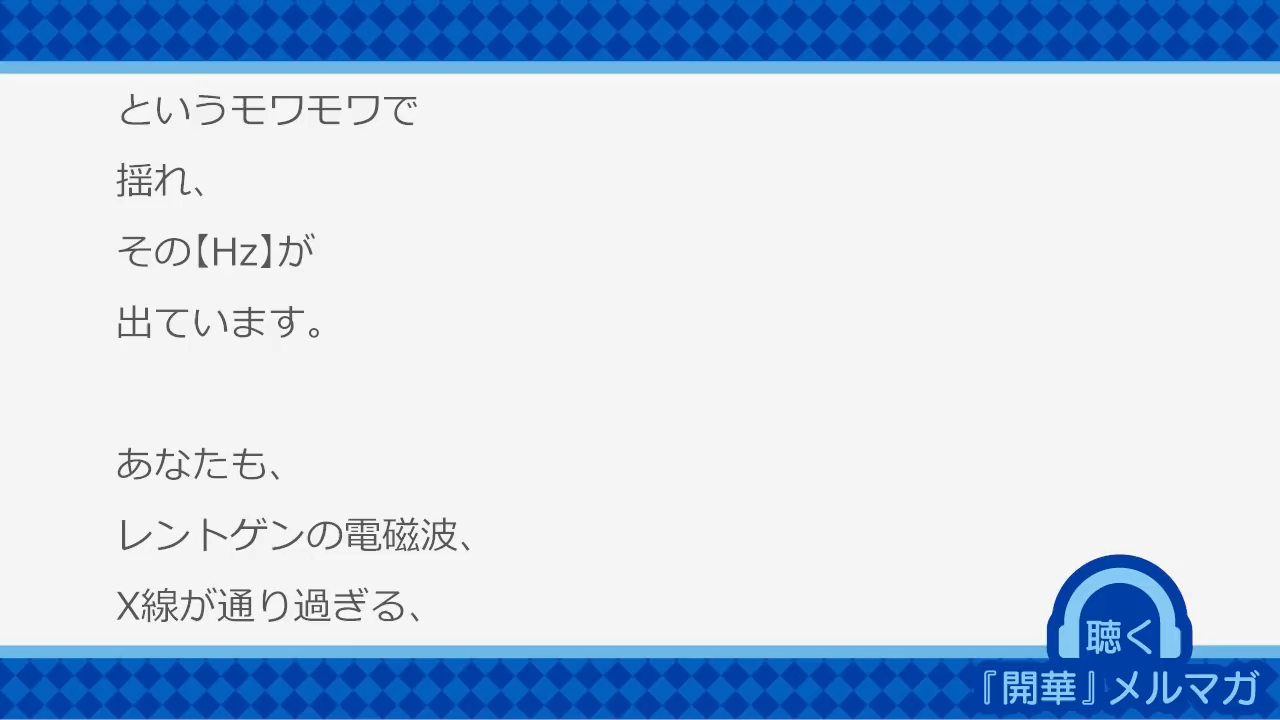 というモワモワで
揺れ、
その【Hz】が
出ています。
あなたも、
レントゲンの電磁波、
X線が通り過ぎる、
聴く
『開華』メルマガ